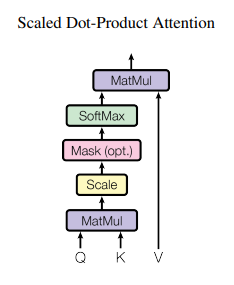 Scaled Dot-Product Attention
MatMul
SoftMax
Mask (opt.)
Scale
MatMul
Q K V